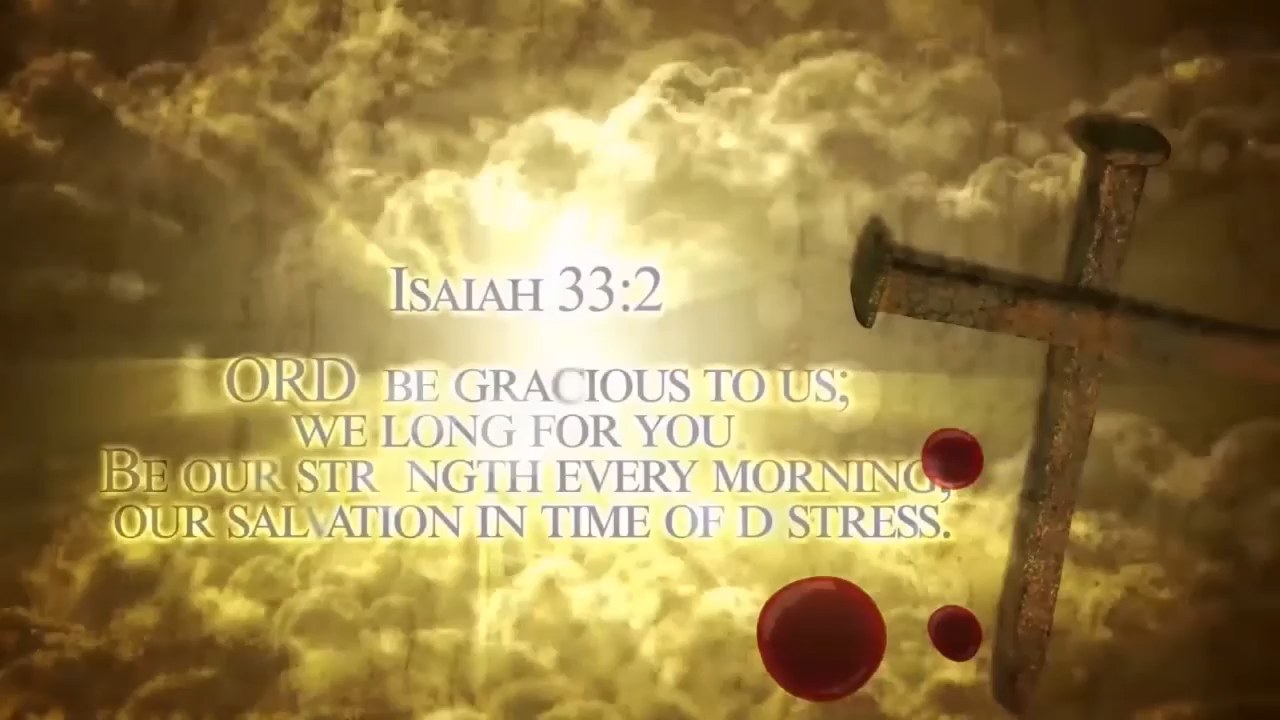 Isaiah 33:2
ORD be gracious to us;
we long for you
Be our str ngth every morning,
our salvation in time of d stress.